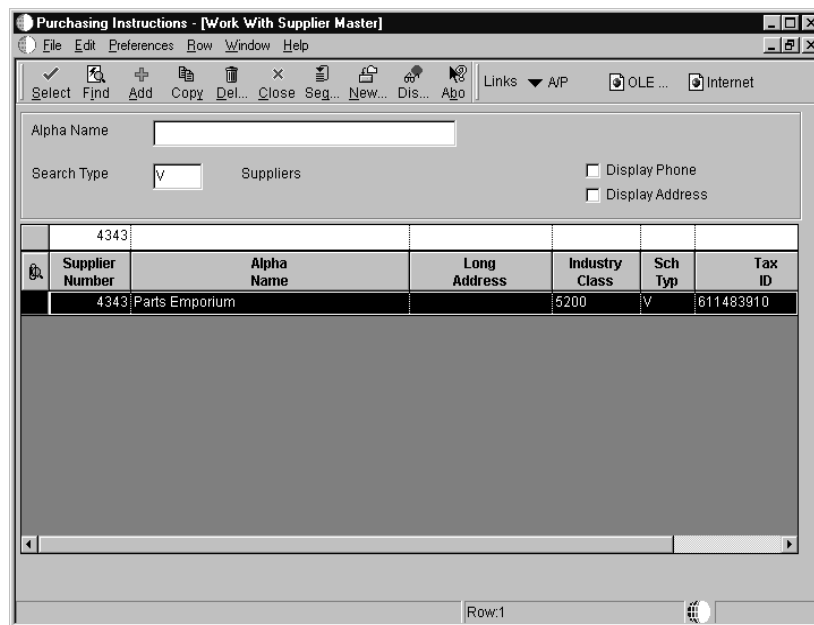 Purchasing Instructions - [Work With Supplier Master]
File Edit Preferences Row Window Help
Select Find Add Copy Del... Close Seq... New... Dis... Abo Links A/P OLE ... Internet
Alpha Name
Search Type V Suppliers Display Phone
Display Address
4343
Supplier Number Alpha Name Long Address Industry Class Sch Typ Tax ID
4343 Parts Emporium 5200 V 611483910
Row:1